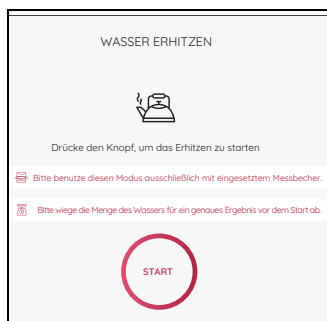 WASSER ERHITZEN
Drücke den Knopf, um das Erhitzen zu starten
Bitte benutze diesen Modus ausschließlich mit eingesetztem Messbecher.
Bitte wiege die Menge des Wassers für ein genaues Ergebnis vor dem Start ab.
START